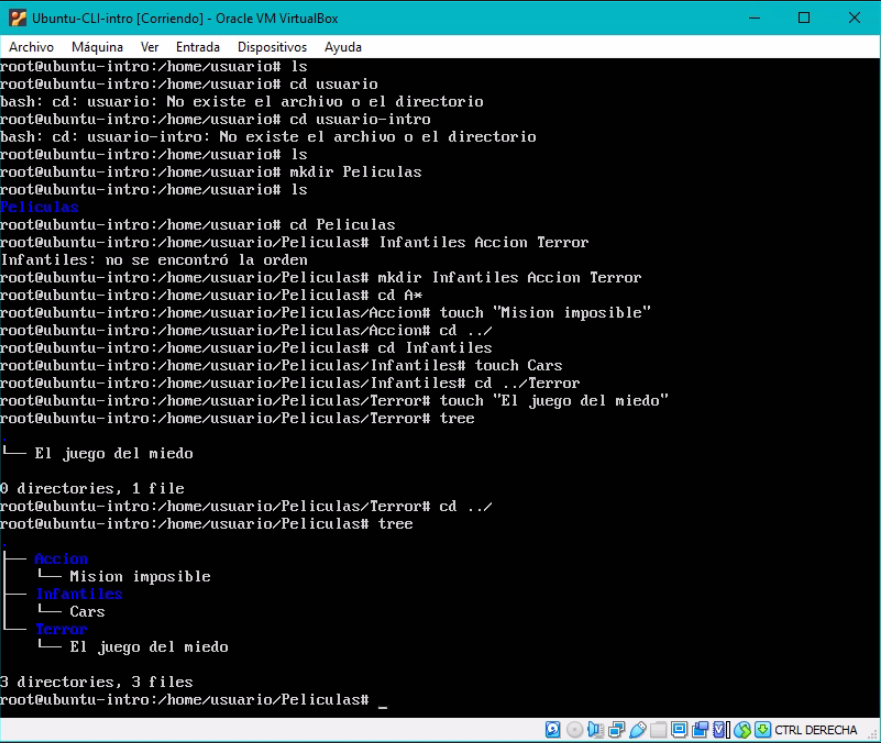 Ubuntu-CLI-intro [Corriendo] - Oracle VM VirtualBox
Archivo Máquina Ver Entrada Dispositivos Ayuda
root@ubuntu-intro:/home/usuario# ls
root@ubuntu-intro:/home/usuario# cd usuario
bash: cd: usuario: No existe el archivo o el directorio
root@ubuntu-intro:/home/usuario# cd usuario-intro
bash: cd: usuario-intro: No existe el archivo o el directorio
root@ubuntu-intro:/home/usuario# ls
root@ubuntu-intro:/home/usuario# mkdir Peliculas
root@ubuntu-intro:/home/usuario# ls
Peliculas
root@ubuntu-intro:/home/usuario# cd Peliculas
root@ubuntu-intro:/home/usuario/Peliculas# Infantiles Accion Terror
Infantiles: no se encontró la orden
root@ubuntu-intro:/home/usuario/Peliculas# mkdir Infantiles Accion Terror
root@ubuntu-intro:/home/usuario/Peliculas# cd A*
root@ubuntu-intro:/home/usuario/Peliculas/Accion# touch "Mision imposible"
root@ubuntu-intro:/home/usuario/Peliculas/Accion# cd ../
root@ubuntu-intro:/home/usuario/Peliculas# cd Infantiles
root@ubuntu-intro:/home/usuario/Peliculas/Infantiles# touch Cars
root@ubuntu-intro:/home/usuario/Peliculas/Infantiles# cd ../Terror
root@ubuntu-intro:/home/usuario/Peliculas/Terror# touch "El juego del miedo"
root@ubuntu-intro:/home/usuario/Peliculas/Terror# tree
.
└── El juego del miedo
0 directories, 1 file
root@ubuntu-intro:/home/usuario/Peliculas/Terror# cd ../
root@ubuntu-intro:/home/usuario/Peliculas# tree
.
├── Accion
│   └── Mision imposible
├── Infantiles
│   └── Cars
└── Terror
    └── El juego del miedo
3 directories, 3 files
root@ubuntu-intro:/home/usuario/Peliculas# _
CTRL DERECHA